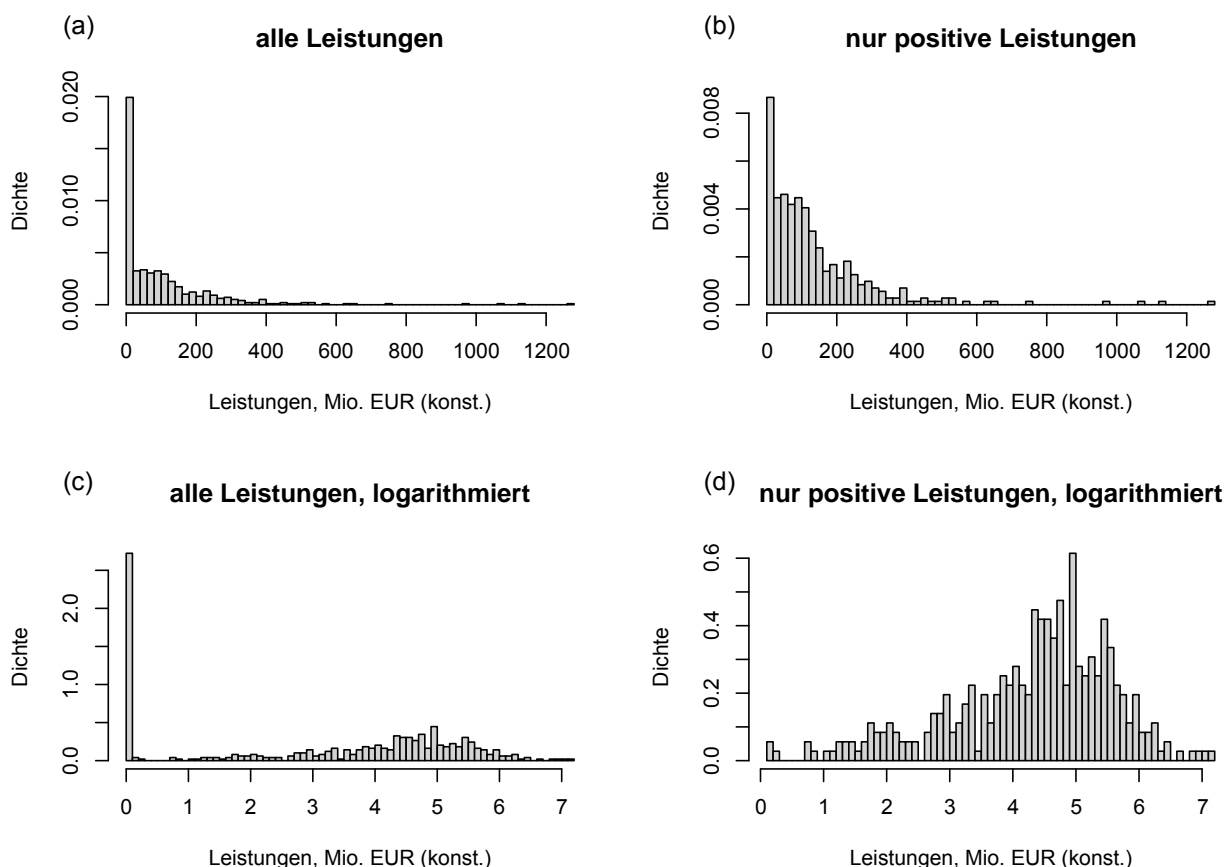 (a)
alle Leistungen
Dichte
0.020
0.010
0.000
0 200 400 600 800 1000 1200
Leistungen, Mio. EUR (konst.)
(b)
nur positive Leistungen
Dichte
0.008
0.004
0.000
0 200 400 600 800 1000 1200
Leistungen, Mio. EUR (konst.)
(c)
alle Leistungen, logarithmiert
Dichte
2.0
1.0
0.0
0 1 2 3 4 5 6 7
Leistungen, Mio. EUR (konst.)
(d)
nur positive Leistungen, logarithmiert
Dichte
0.6
0.4
0.2
0.0
0 1 2 3 4 5 6 7
Leistungen, Mio. EUR (konst.)